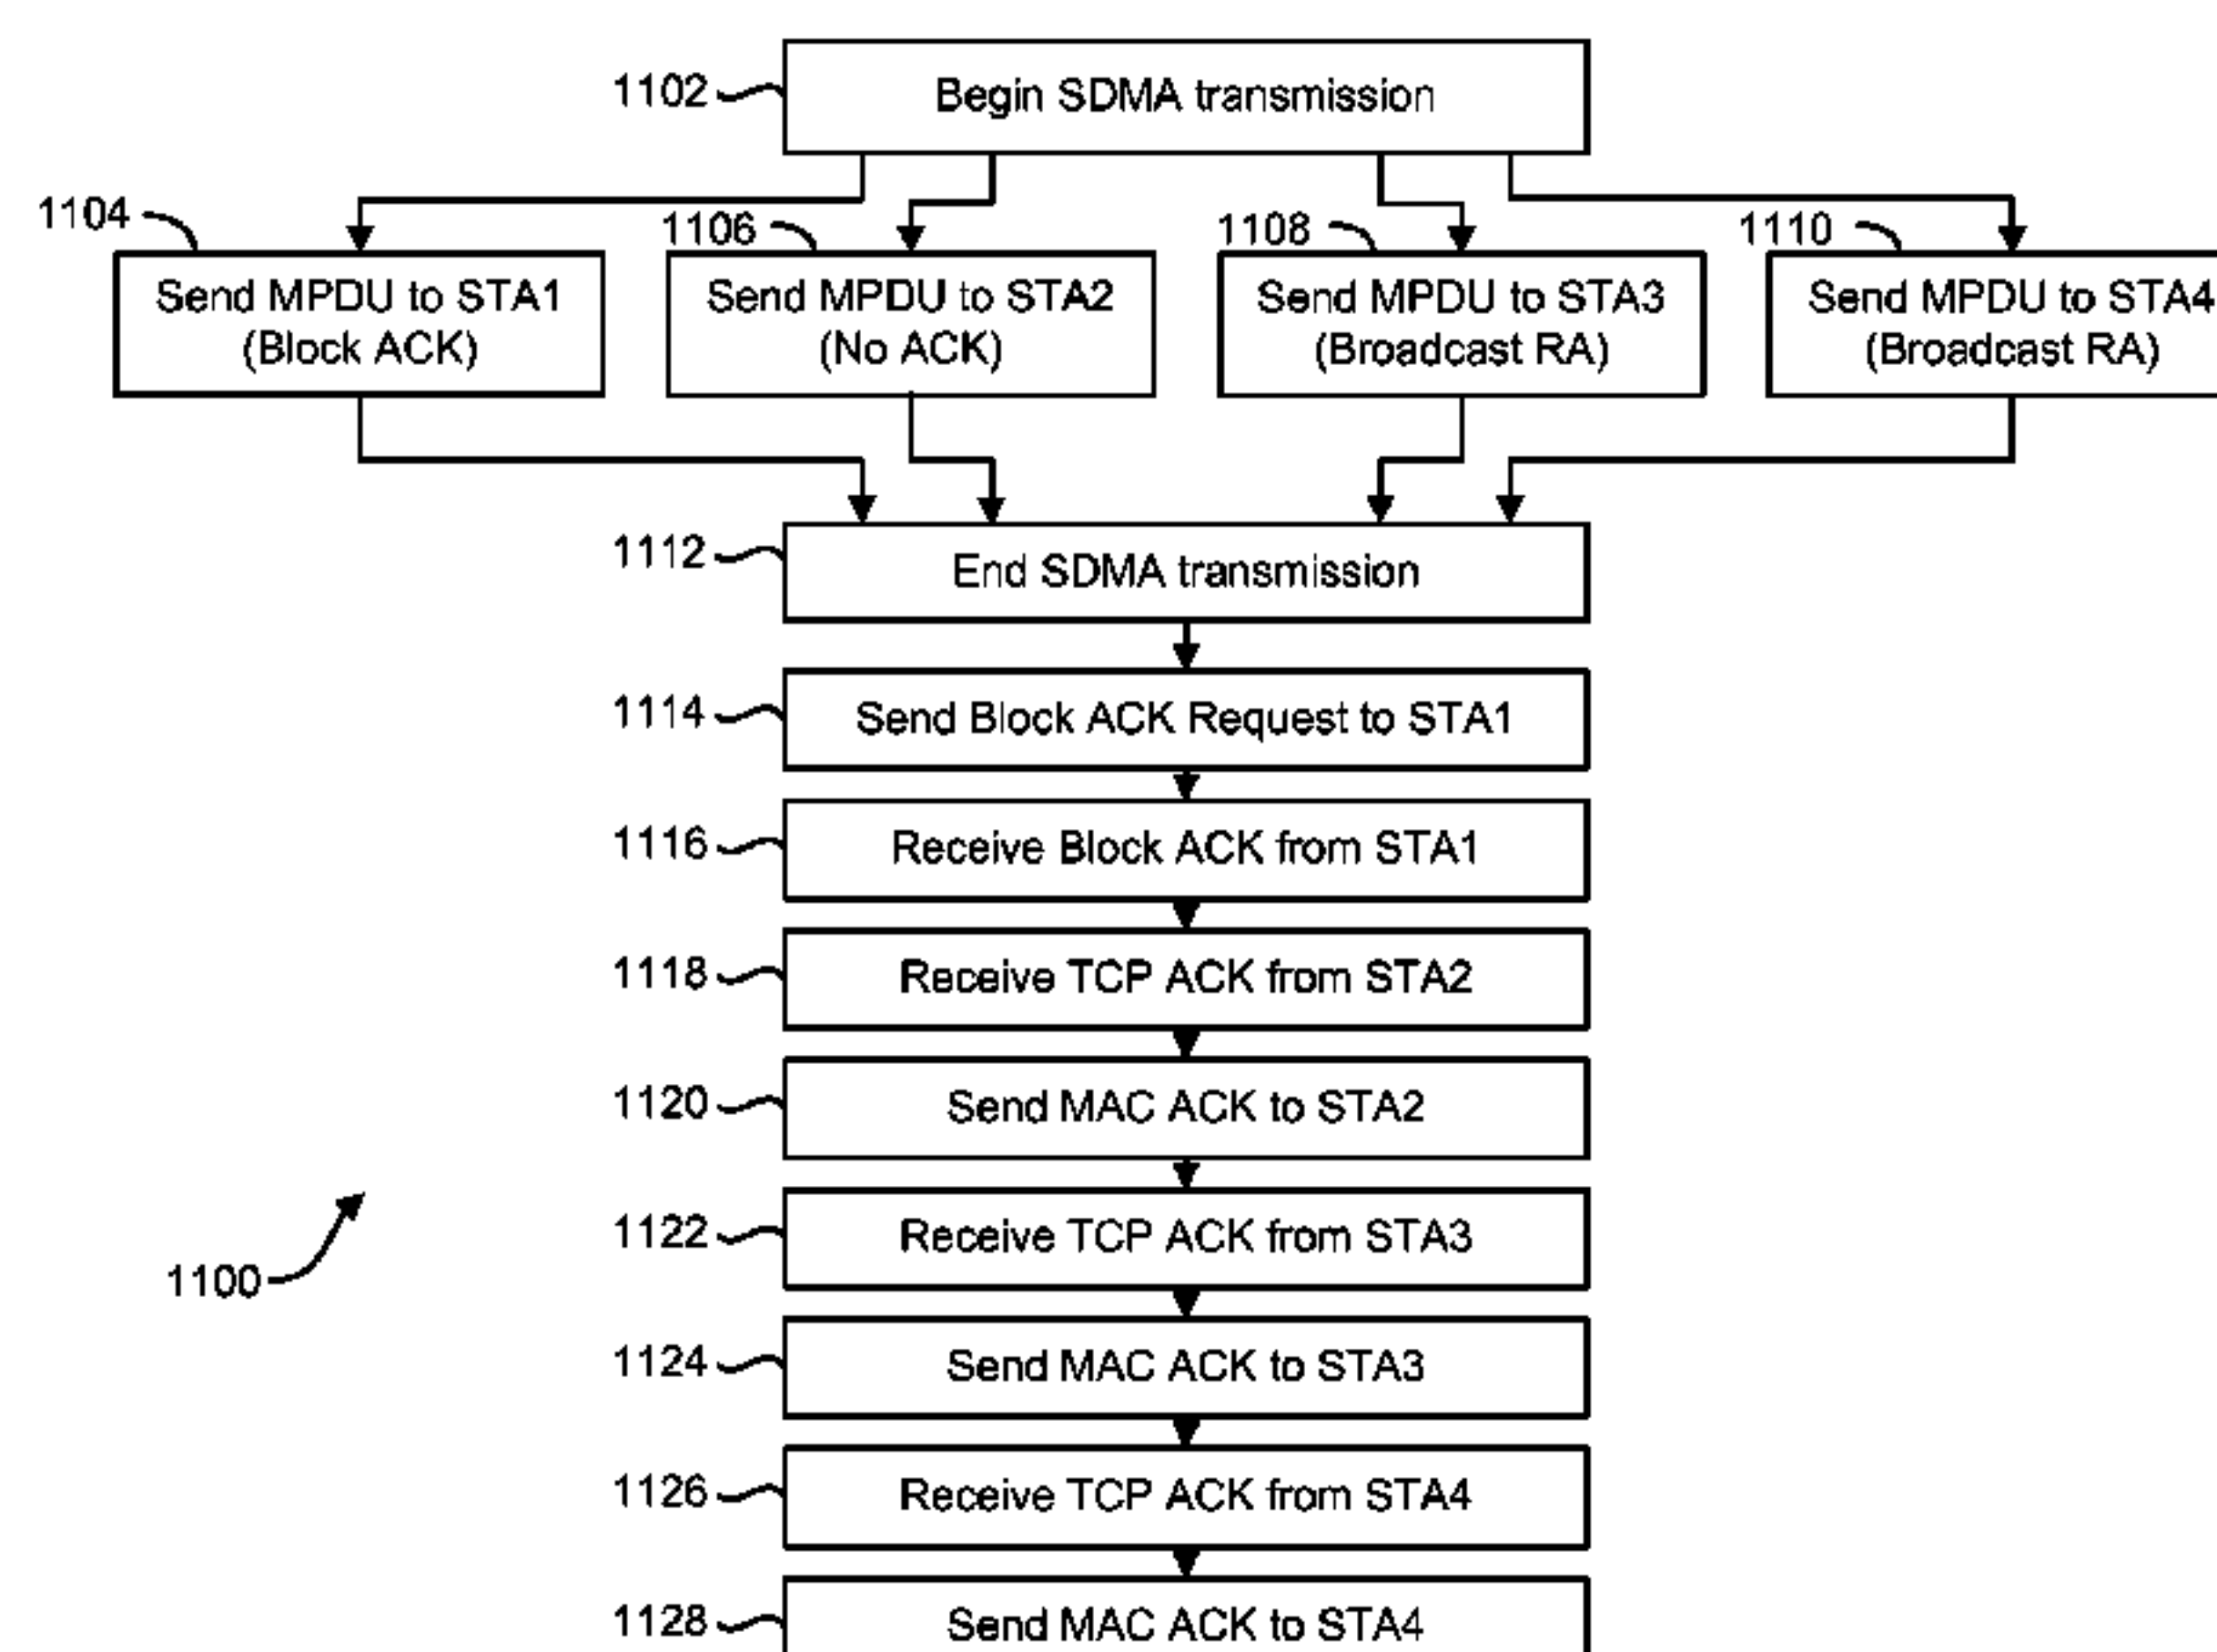 1102
Begin SDMA transmission
1104
1106
1108
1110
Send MPDU to STA1
(Block ACK)
Send MPDU to STA2
(No ACK)
Send MPDU to STA3
(Broadcast RA)
Send MPDU to STA4
(Broadcast RA)
1112
End SDMA transmission
1114
Send Block ACK Request to STA1
1116
Receive Block ACK from STA1
1118
Receive TCP ACK from STA2
1120
Send MAC ACK to STA2
1122
Receive TCP ACK from STA3
1100
1124
Send MAC ACK to STA3
1126
Receive TCP ACK from STA4
1128
Send MAC ACK to STA4